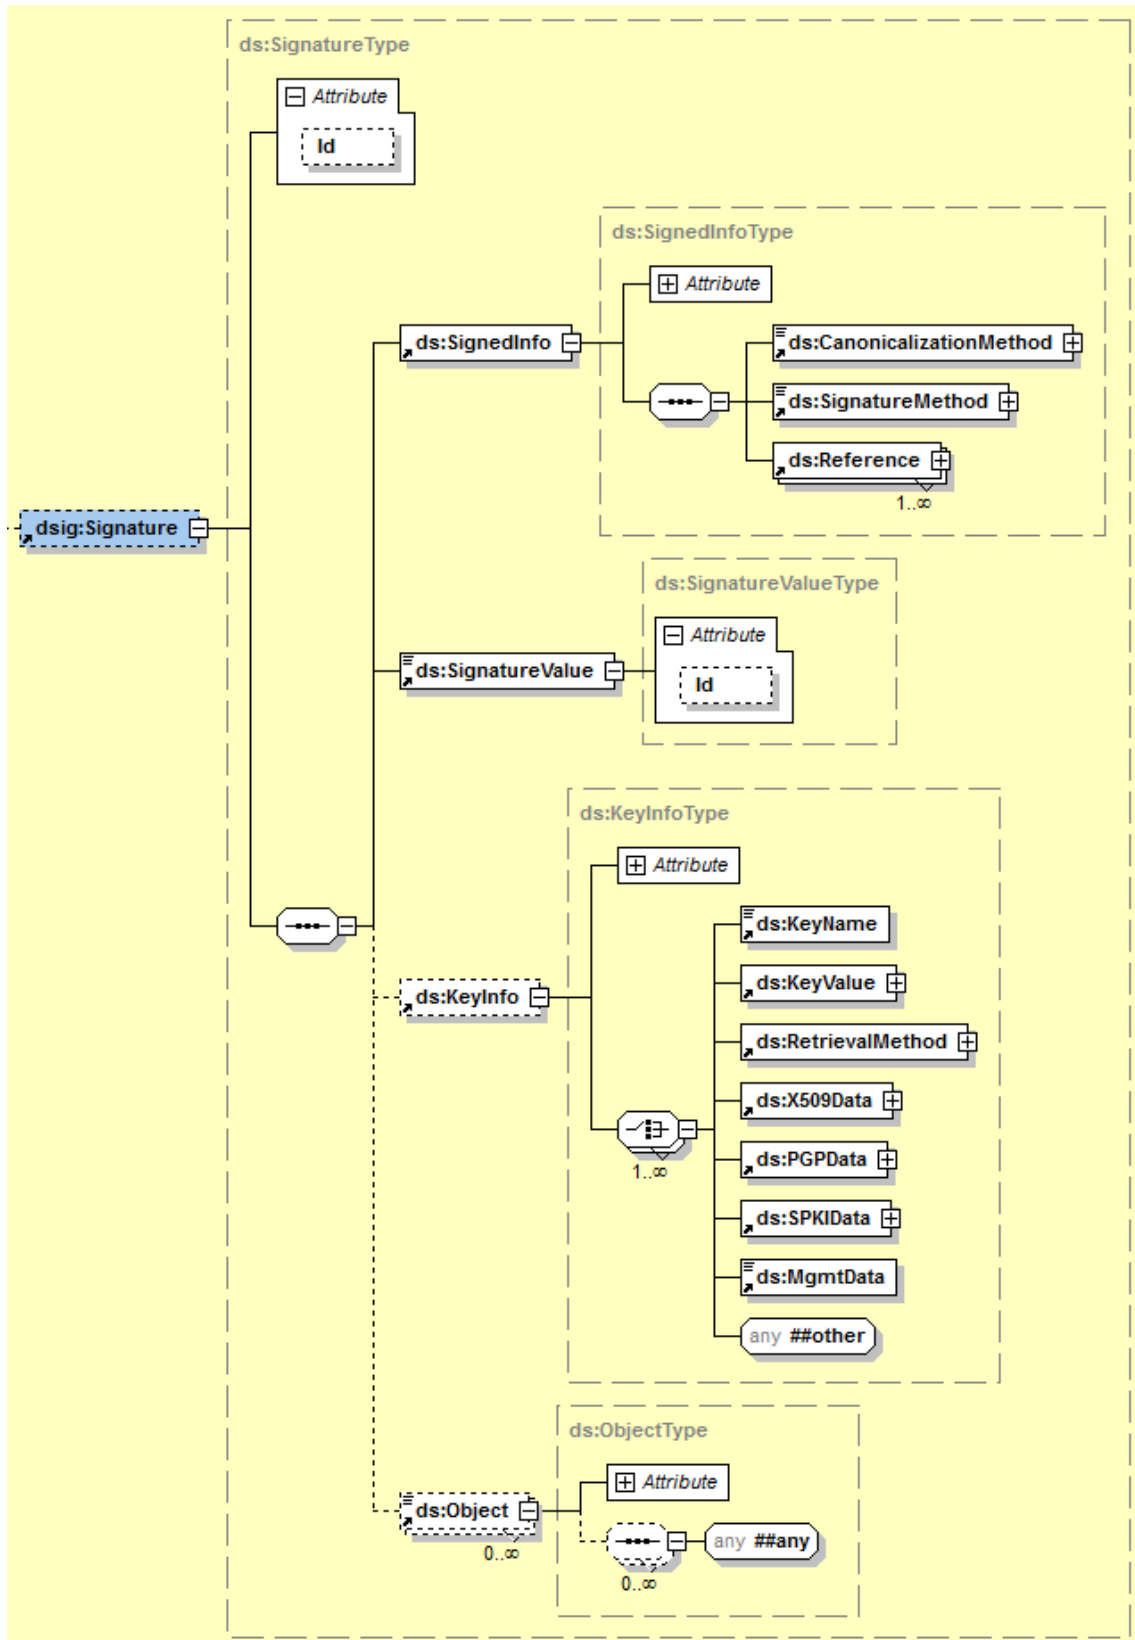 ds:SignatureType
Attribute
Id
ds:SignedInfoType
Attribute
ds:SignedInfo
ds:CanonicalizationMethod
ds:SignatureMethod
ds:Reference
1..∞
dsig:Signature
ds:SignatureValueType
Attribute
ds:SignatureValue
Id
ds:KeyInfoType
Attribute
ds:KeyName
ds:KeyValue
ds:KeyInfo
ds:RetrievalMethod
ds:X509Data
1..∞
ds:PGPData
ds:SPKIData
ds:MgmtData
any ##other
ds:ObjectType
Attribute
ds:Object
0..∞
any ##any
0..∞